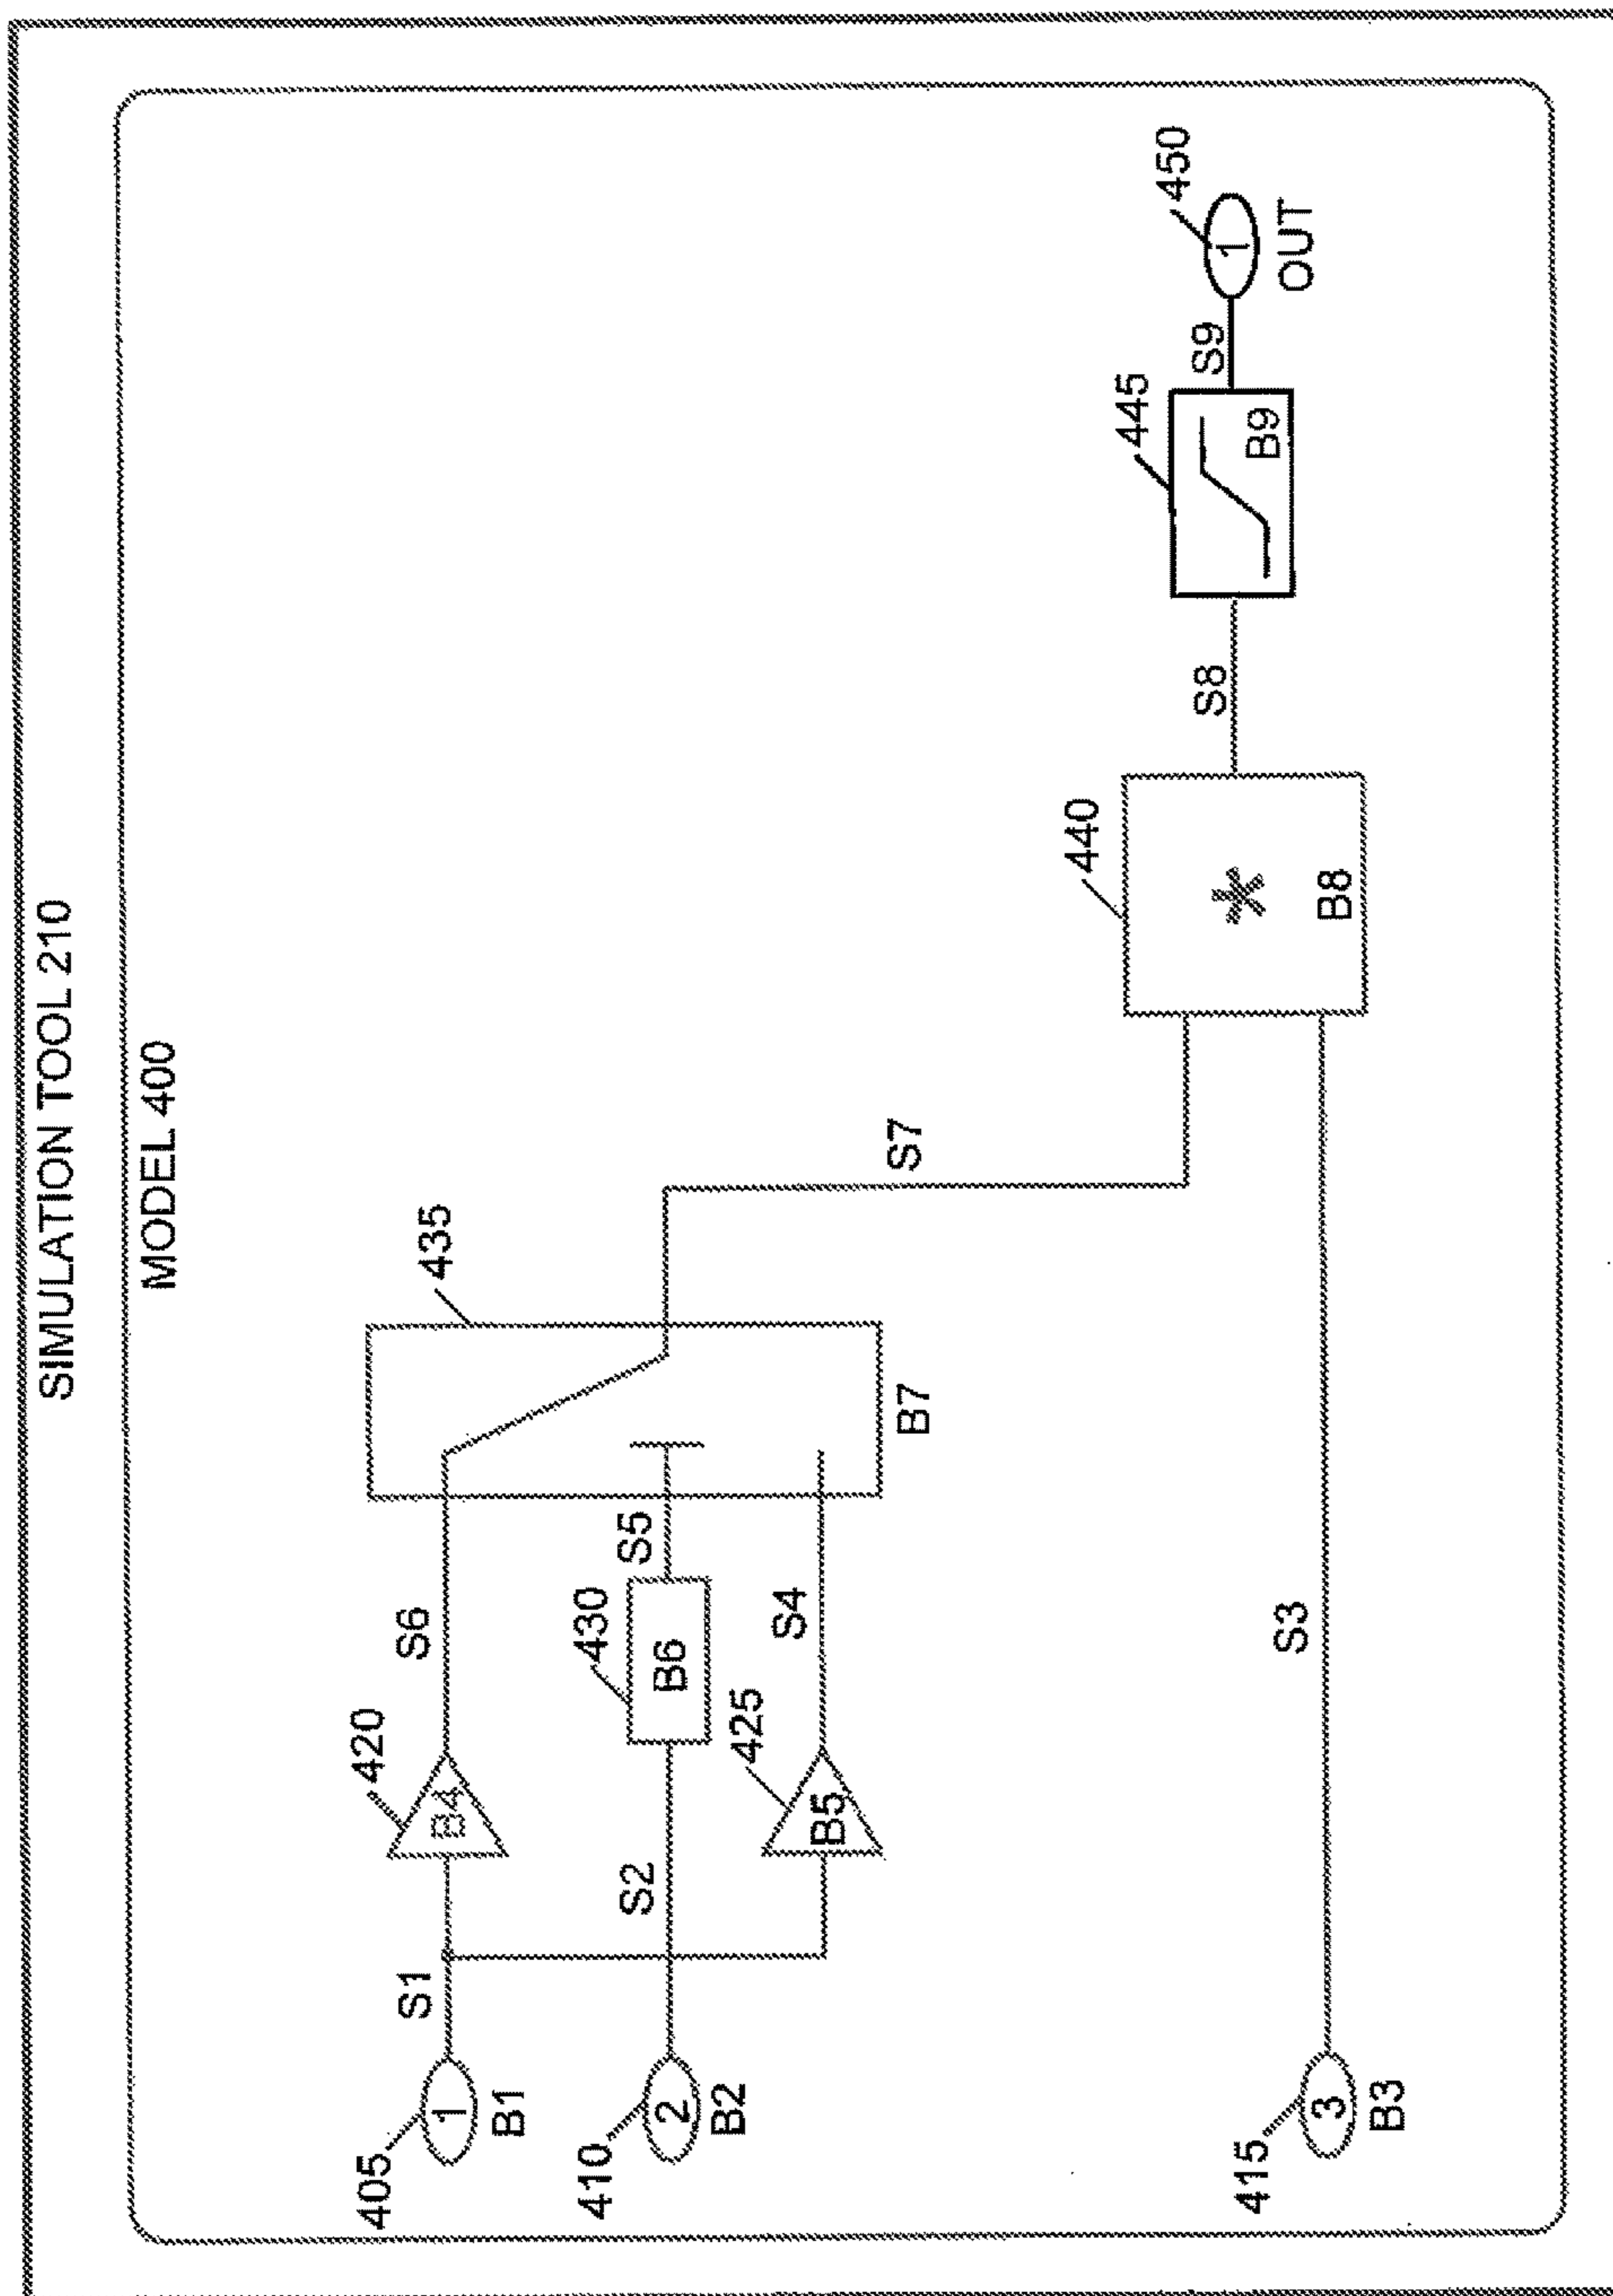 SIMULATION TOOL 210
MODEL 400
405
1
B1
S1
420
B4
S6
435
410
2
B2
S2
430
B6
S5
425
B5
S4
B7
S7
415
3
B3
S3
440
*
B8
S8
445
B9
S9
450
1
OUT